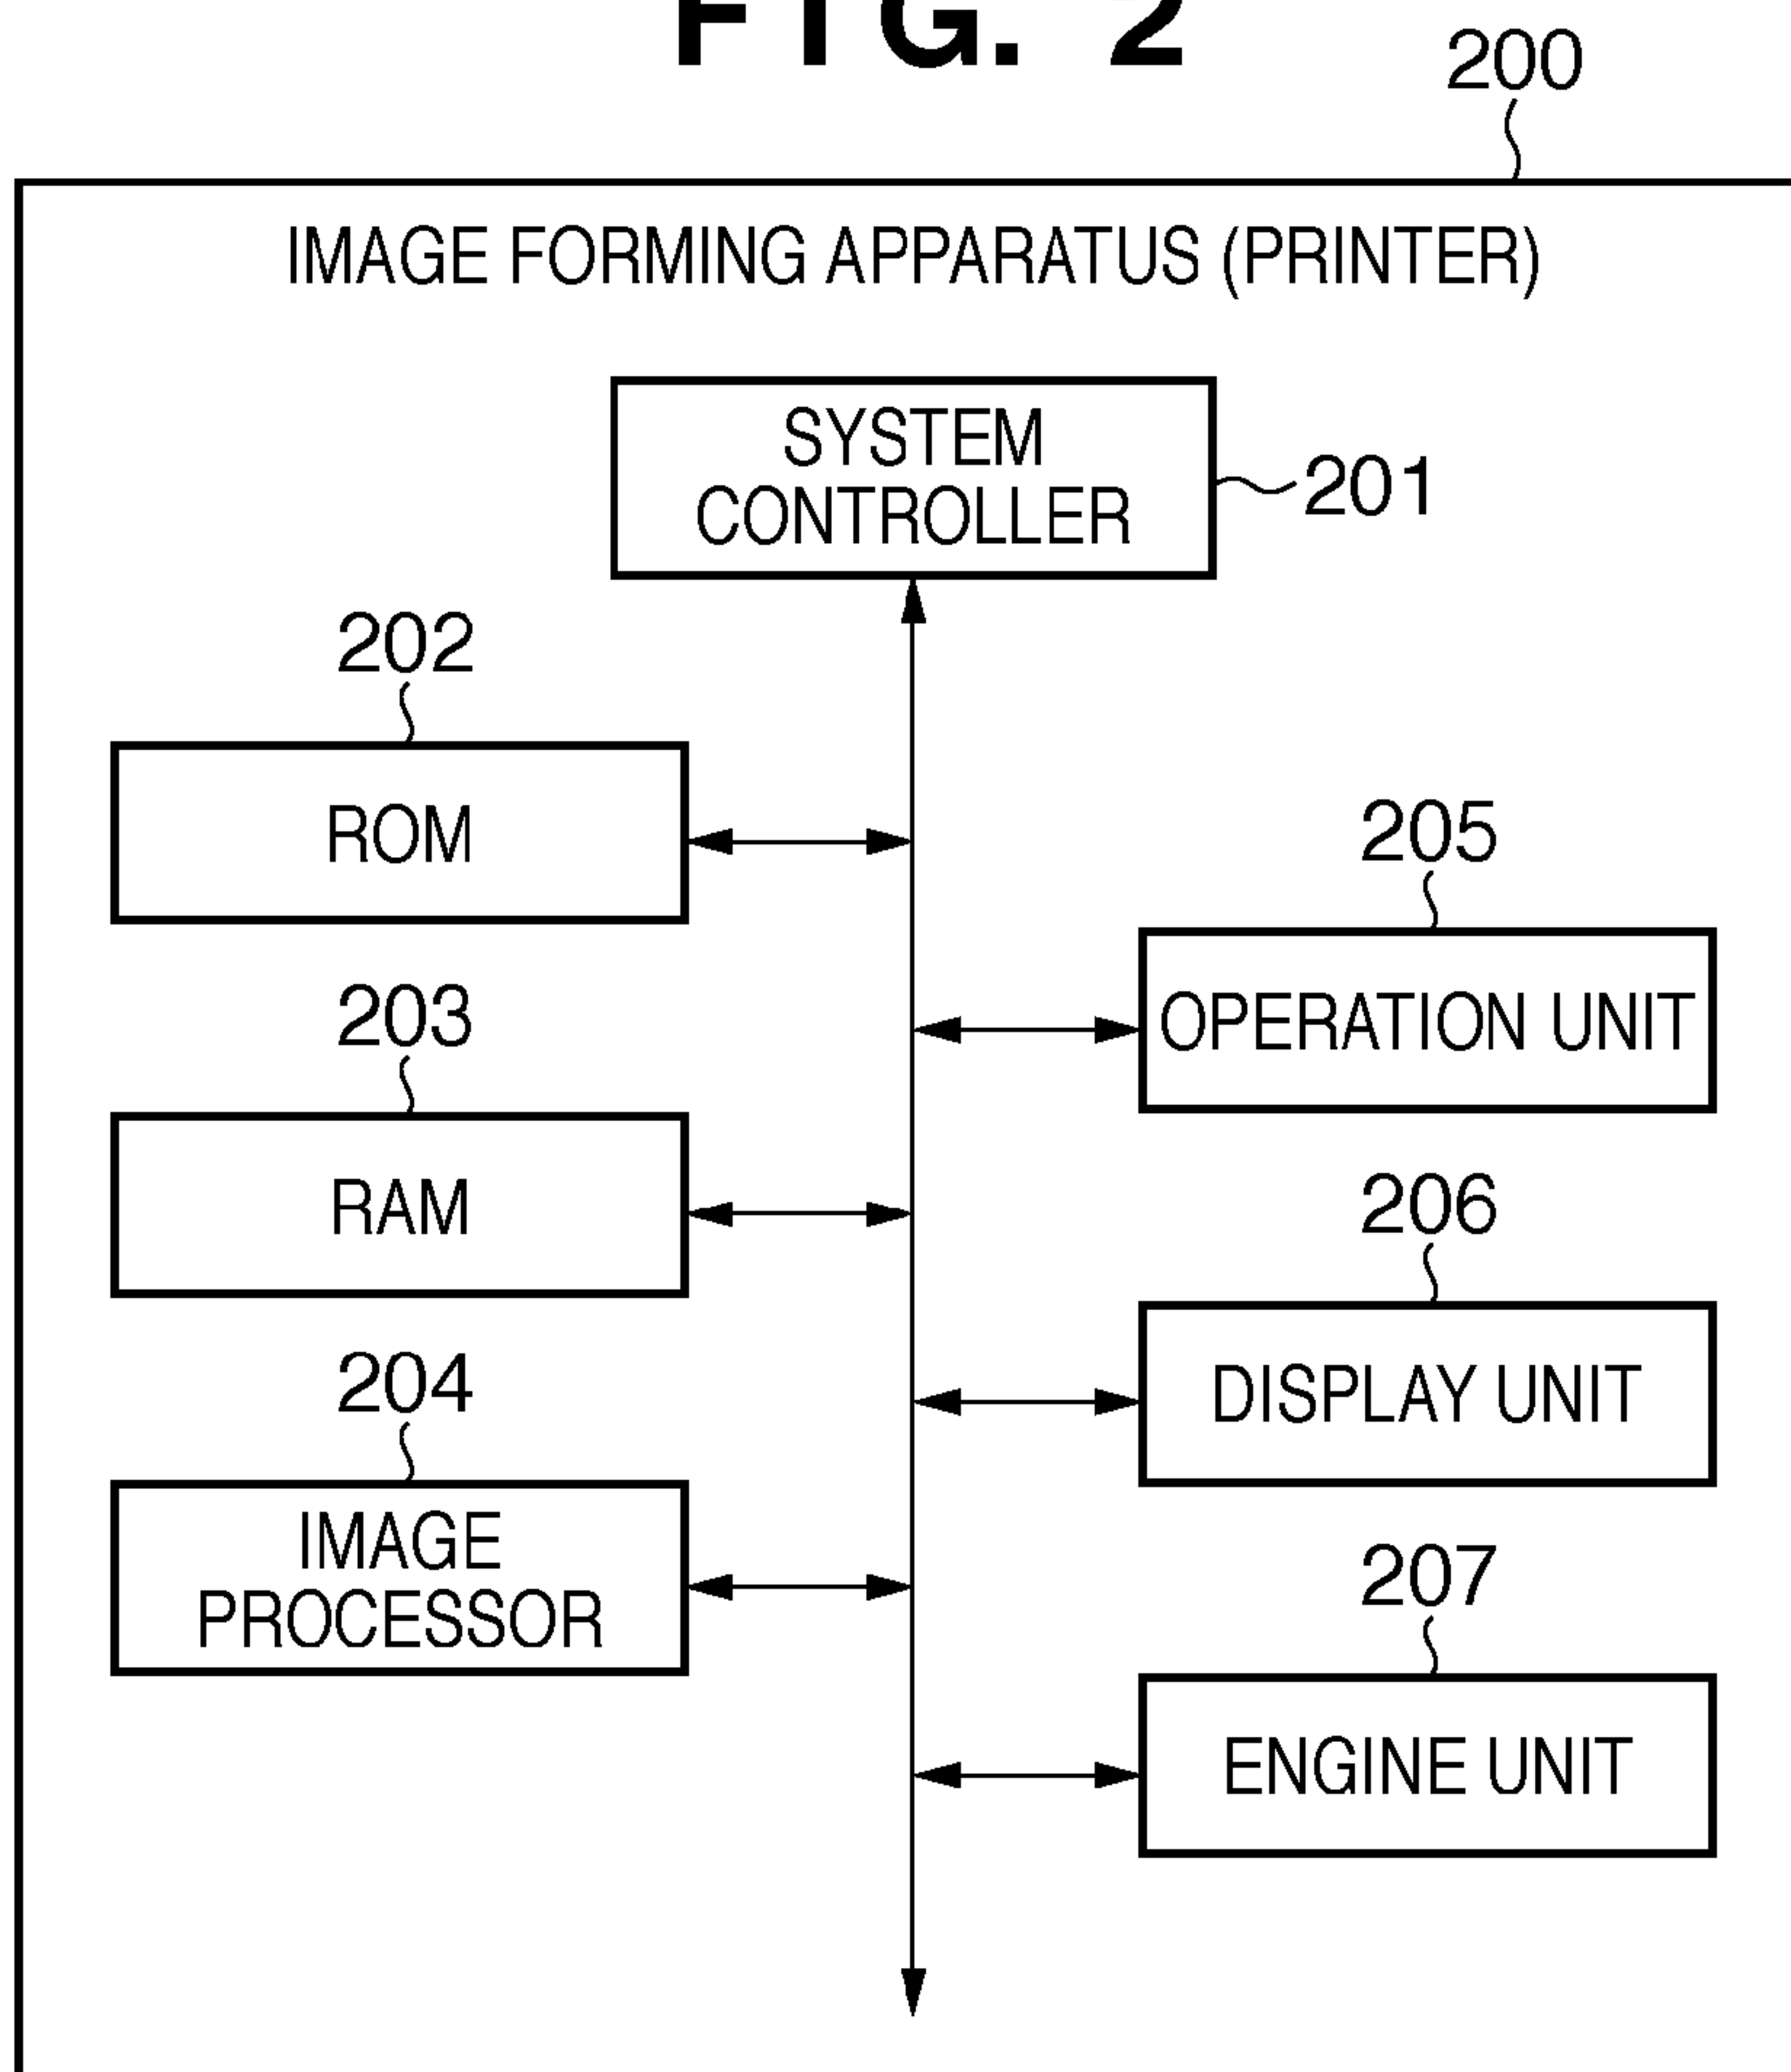 FIG. 2
200
IMAGE FORMING APPARATUS (PRINTER)
SYSTEM
CONTROLLER
201
202
ROM
205
OPERATION UNIT
203
RAM
206
DISPLAY UNIT
204
IMAGE
PROCESSOR
207
ENGINE UNIT